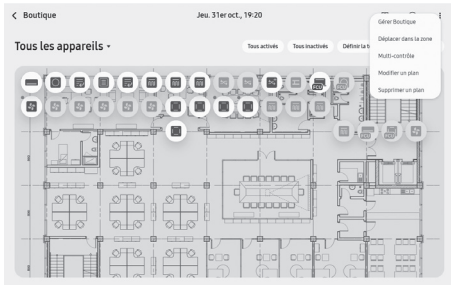 Boutique
Jeu. 31er oct., 19:20
Gérer Boutique
Déplacer dans la zone
Multi-contrôle
Modifier un plan
Supprimer un plan
Tous les appareils
Tous activés
Tous inactivés
Définir la t